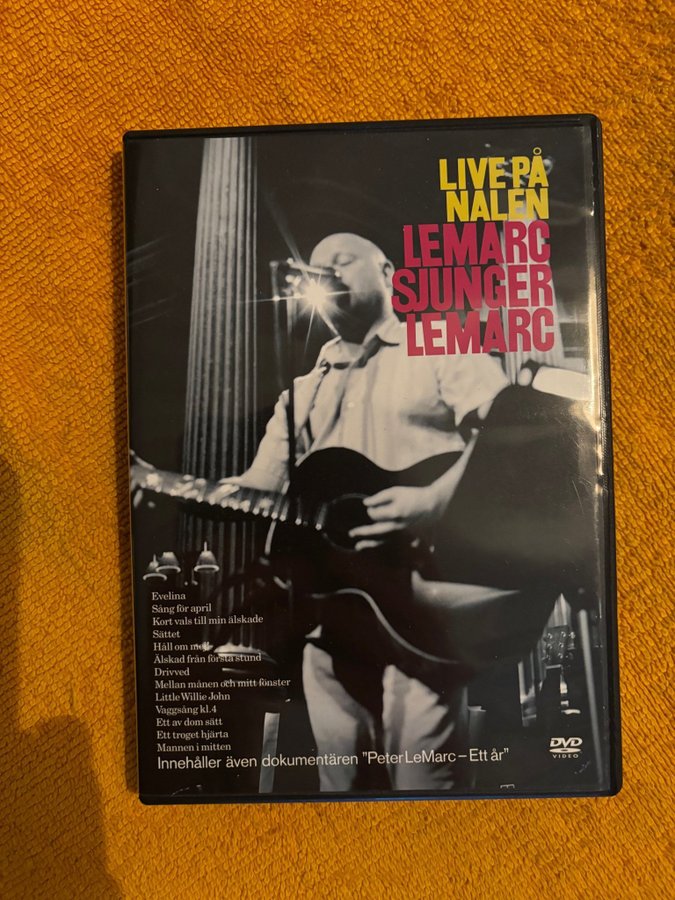 LIVE PÅ
NALEN
LEMARC
SJUNGER
LEMARC
Evelina
Sång för april
Kort vals till min älskade
Sättet
Håll om mej
Älskad från första stund
Drivved
Mellan månen och mitt fönster
Little Willie John
Vaggsång kl.4
Ett av dom sätt
Ett troget hjärta
Mannen i mitten
Innehåller även dokumentären "Peter LeMarc – Ett år"
DVD
VIDEO